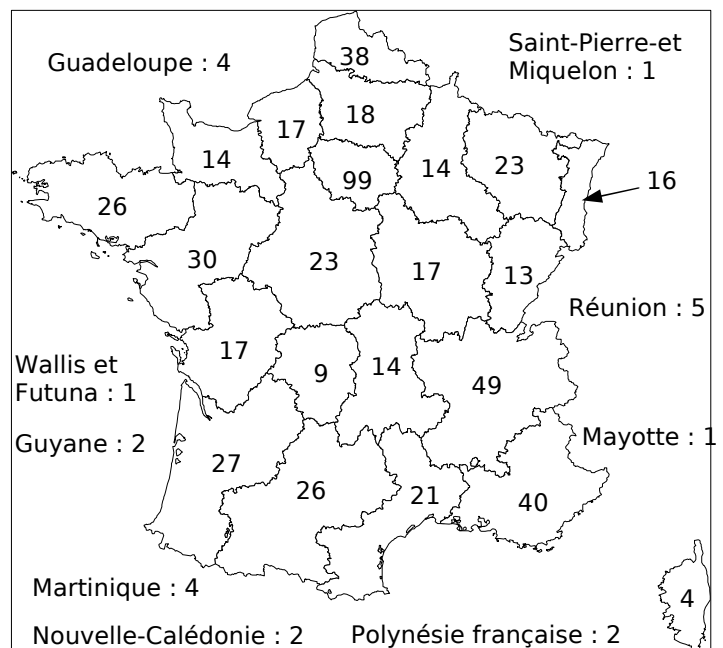 Guadeloupe : 4
Saint-Pierre-et
Miquelon : 1
38
18
17
14
99
14
23
16
26
30
23
17
13
Réunion : 5
17
9
14
49
Wallis et
Futuna : 1
Guyane : 2
Mayotte : 1
27
26
21
40
Martinique : 4
4
Nouvelle-Calédonie : 2
Polynésie française : 2